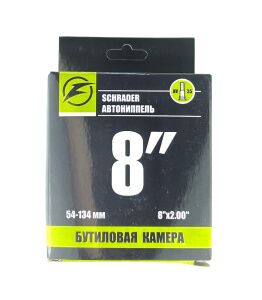 SCHRADER
АВТОНИППЕЛЬ
AV 35
8"
54-134 мм
8"x2.00"
БУТИЛОВАЯ КАМЕРА